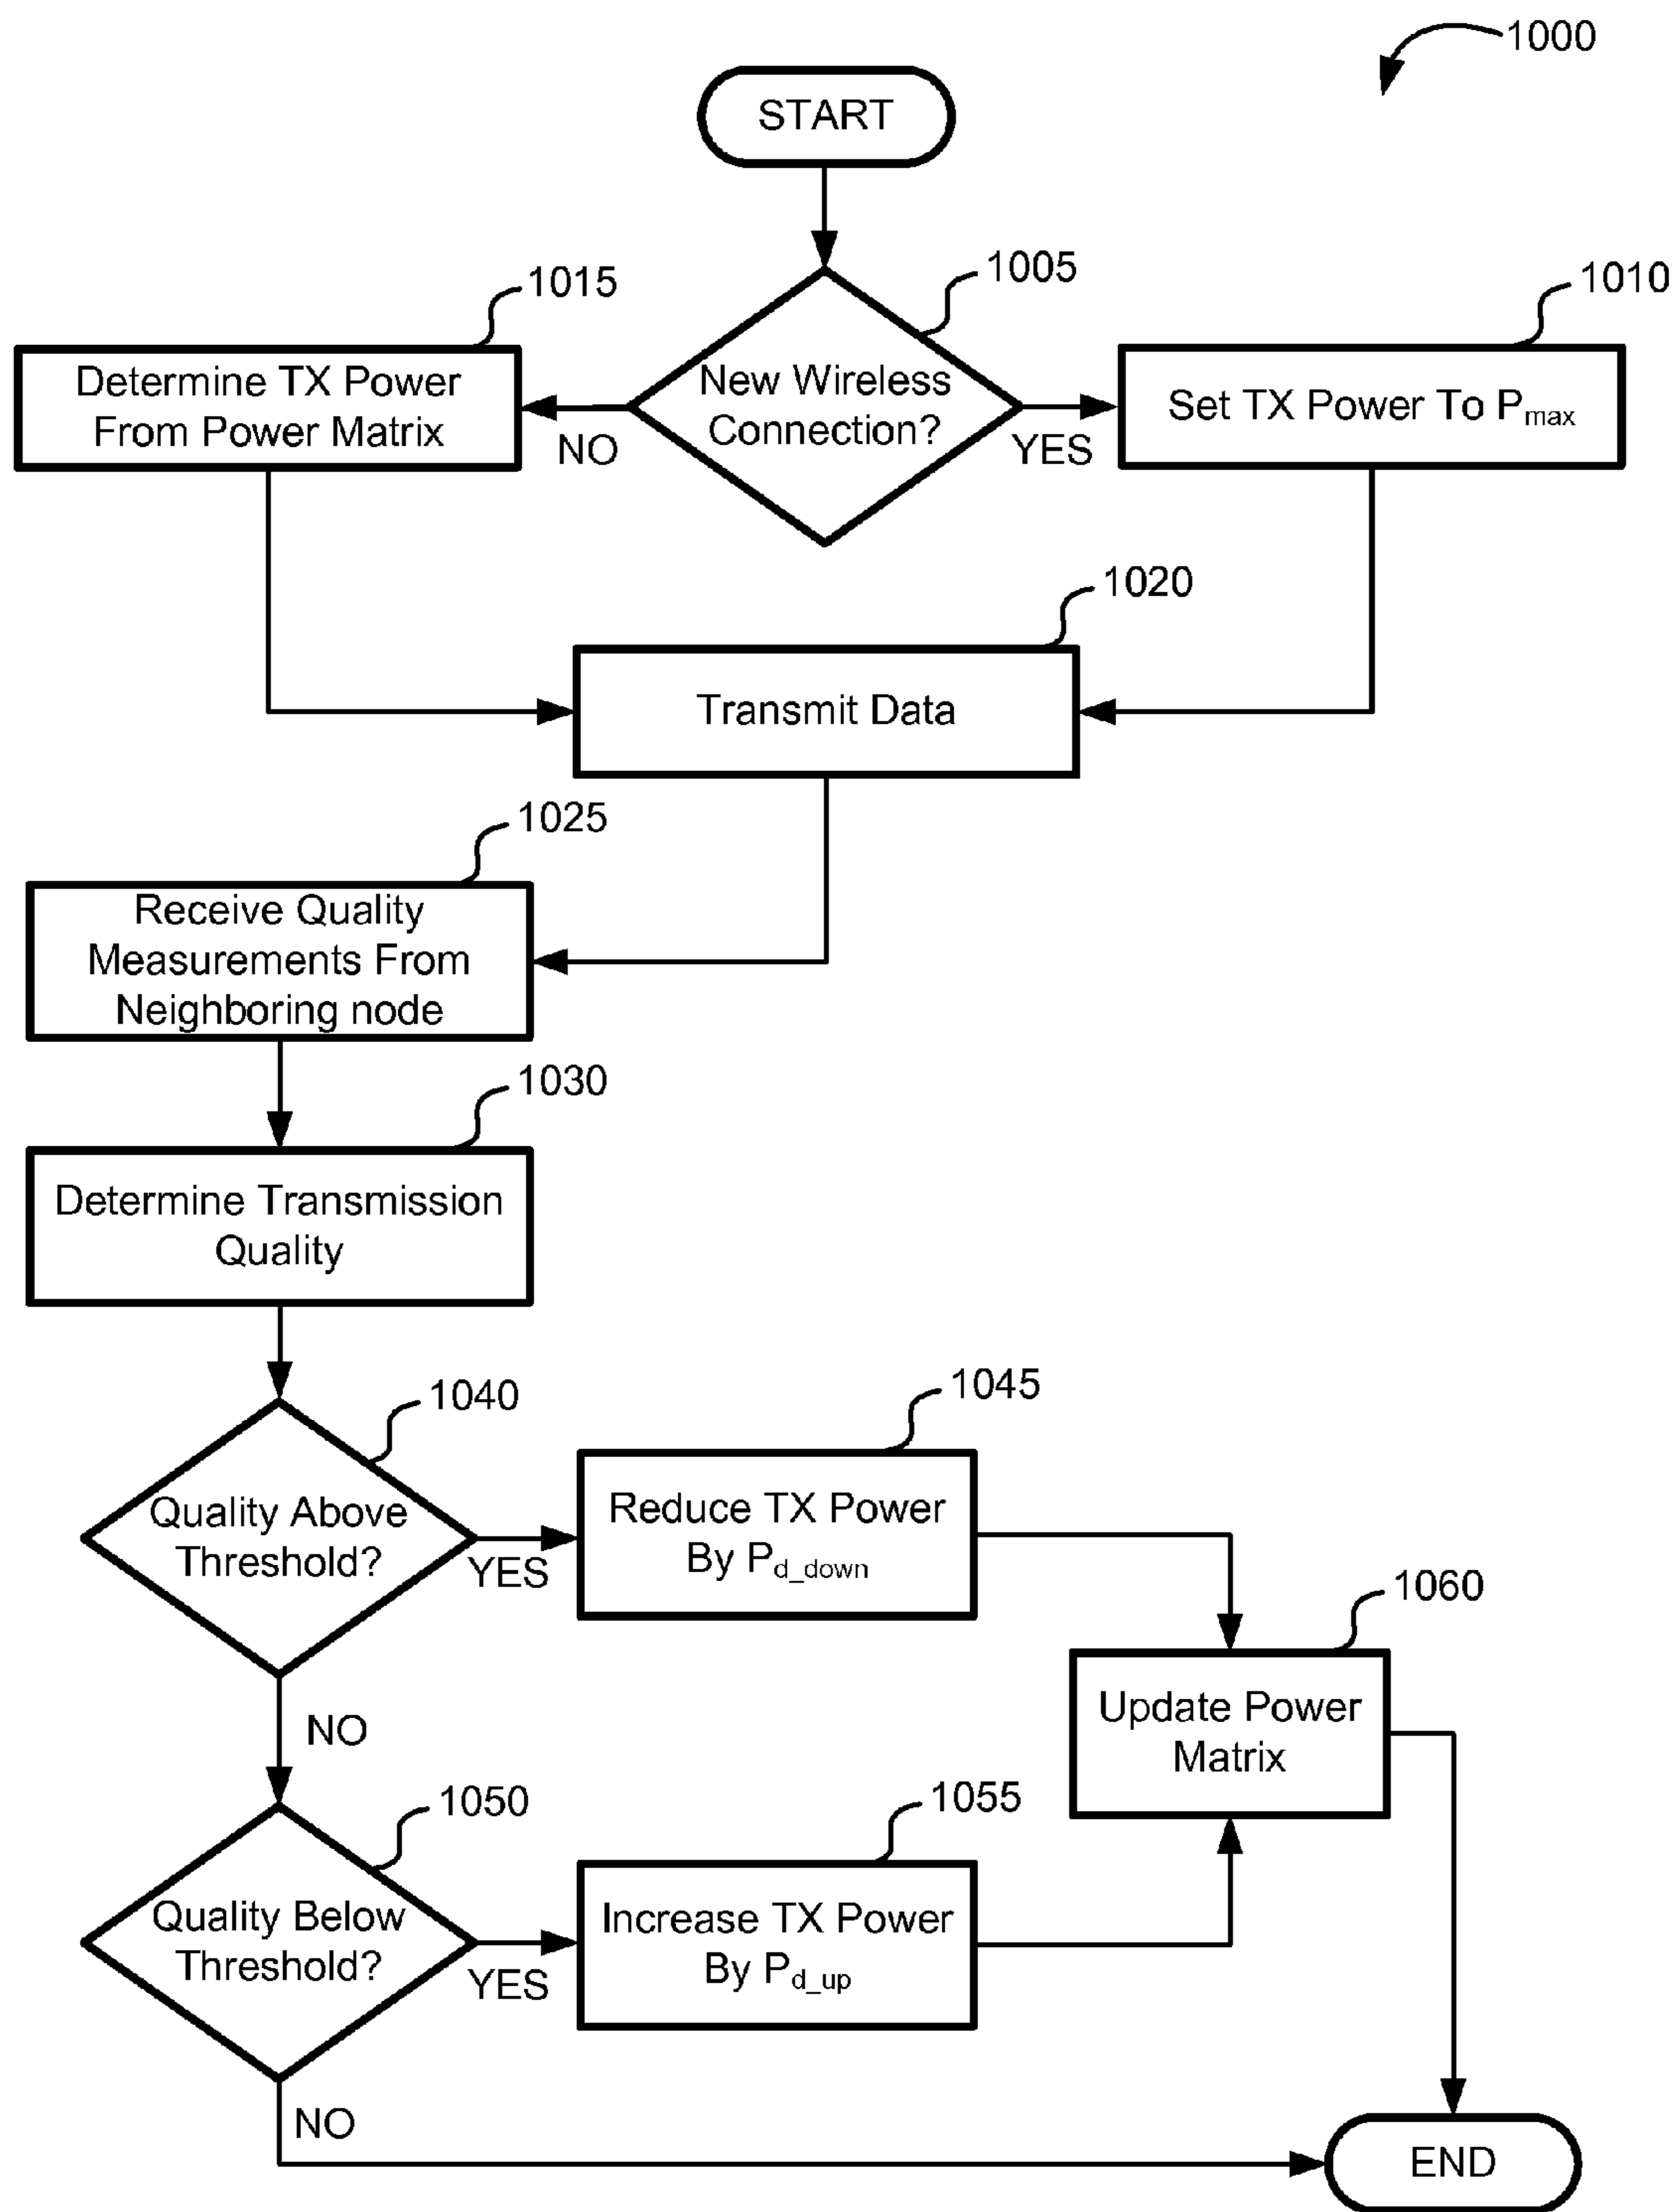 1000
START
1005
1015
1010
New Wireless
Connection?
Determine TX Power
From Power Matrix
Set TX Power To Pmax
NO
YES
1020
Transmit Data
1025
Receive Quality
Measurements From
Neighboring node
1030
Determine Transmission
Quality
1040
1045
Quality Above
Threshold?
YES
Reduce TX Power
By Pd_down
1060
NO
Update Power
Matrix
1050
1055
Quality Below
Threshold?
YES
Increase TX Power
By Pd_up
NO
END